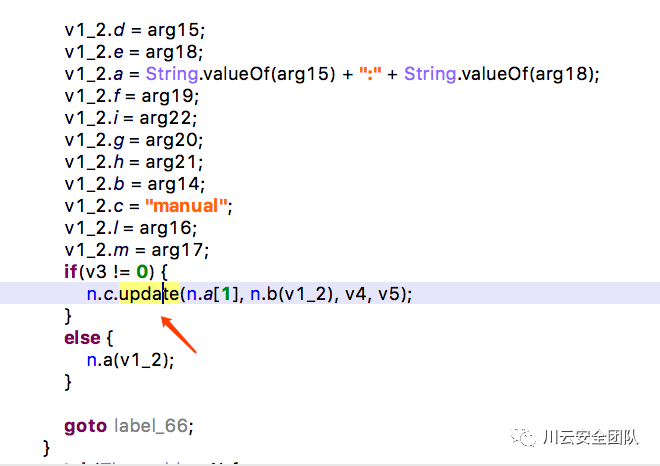 v1_2.d = arg15;
v1_2.e = arg18;
v1_2.a = String.valueOf(arg15) + ":" + String.valueOf(arg18);
v1_2.f = arg19;
v1_2.i = arg22;
v1_2.g = arg20;
v1_2.h = arg21;
v1_2.b = arg14;
v1_2.c = "manual";
v1_2.l = arg16;
v1_2.m = arg17;
if(v3 != 0) {
n.c.update(n.a[1], n.b(v1_2), v4, v5);
}
else {
n.a(v1_2);
}
goto label_66;
}
川云安全团队